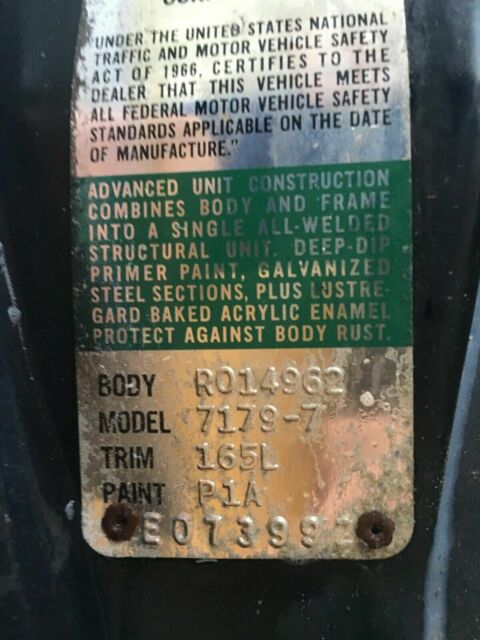 "UNDER THE UNITED STATES NATIONAL
TRAFFIC AND MOTOR VEHICLE SAFETY
ACT OF 1966, CERTIFIES TO THE
DEALER THAT THIS VEHICLE MEETS
ALL FEDERAL MOTOR VEHICLE SAFETY
STANDARDS APPLICABLE ON THE DATE
OF MANUFACTURE."
ADVANCED UNIT CONSTRUCTION
COMBINES BODY AND FRAME
INTO A SINGLE ALL-WELDED
STRUCTURAL UNIT. DEEP-DIP
PRIMER PAINT, GALVANIZED
STEEL SECTIONS, PLUS LUSTRE-
GARD BAKED ACRYLIC ENAMEL
PROTECT AGAINST BODY RUST.
BODY RO14962
MODEL 7179-7
TRIM 165L
PAINT P1A
E073992